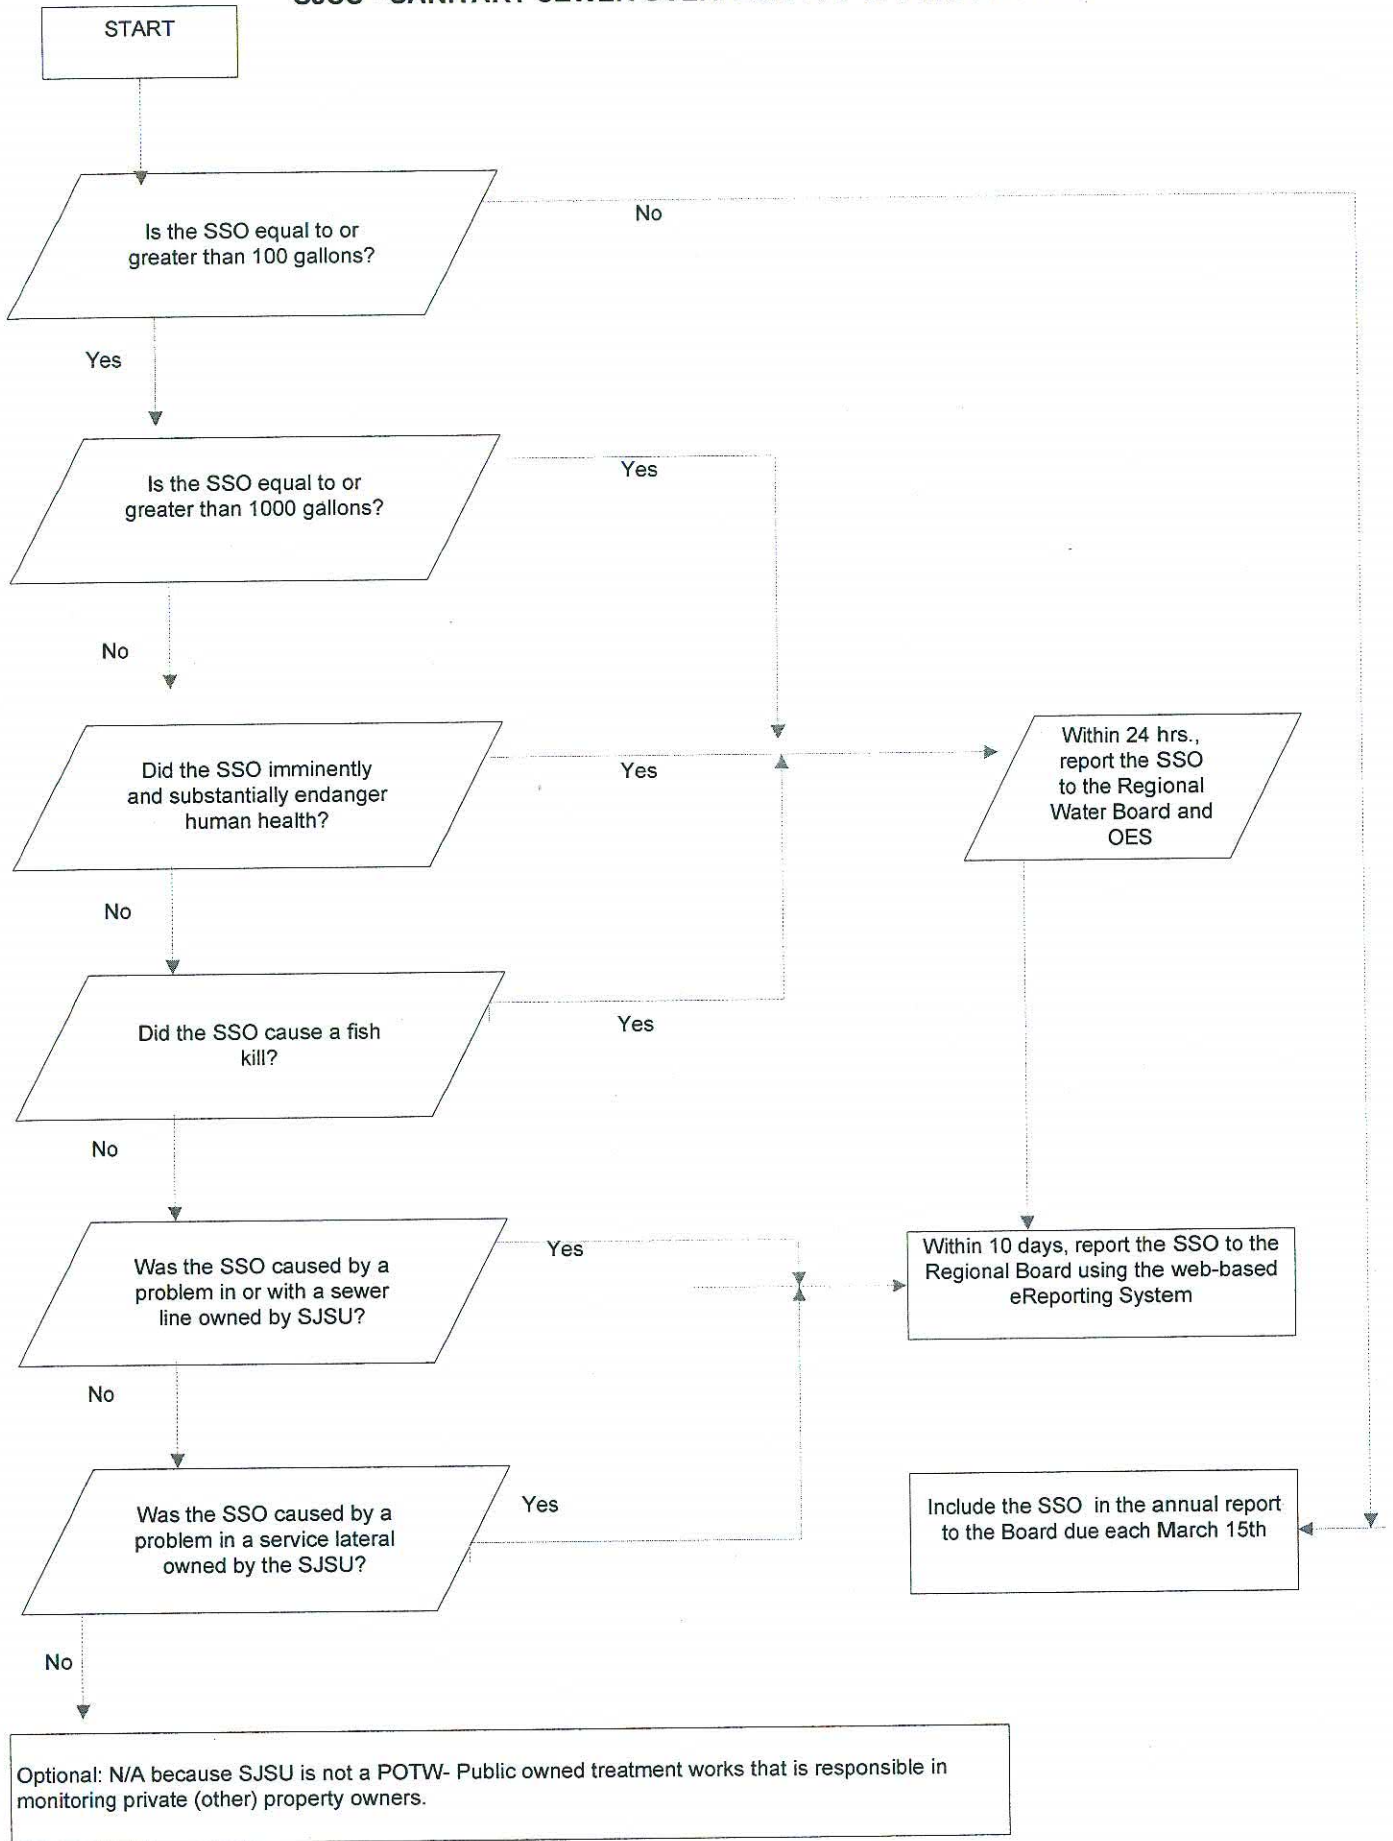 START
Is the SSO equal to or
greater than 100 gallons?
No
Yes
Is the SSO equal to or
greater than 1000 gallons?
Yes
No
Did the SSO imminently
and substantially endanger
human health?
Yes
Within 24 hrs.,
report the SSO
to the Regional
Water Board and
OES
No
Did the SSO cause a fish
kill?
Yes
No
Was the SSO caused by a
problem in or with a sewer
line owned by SJSU?
Yes
Within 10 days, report the SSO to the
Regional Board using the web-based
eReporting System
No
Was the SSO caused by a
problem in a service lateral
owned by the SJSU?
Yes
Include the SSO in the annual report
to the Board due each March 15th
No
Optional: N/A because SJSU is not a POTW- Public owned treatment works that is responsible in
monitoring private (other) property owners.